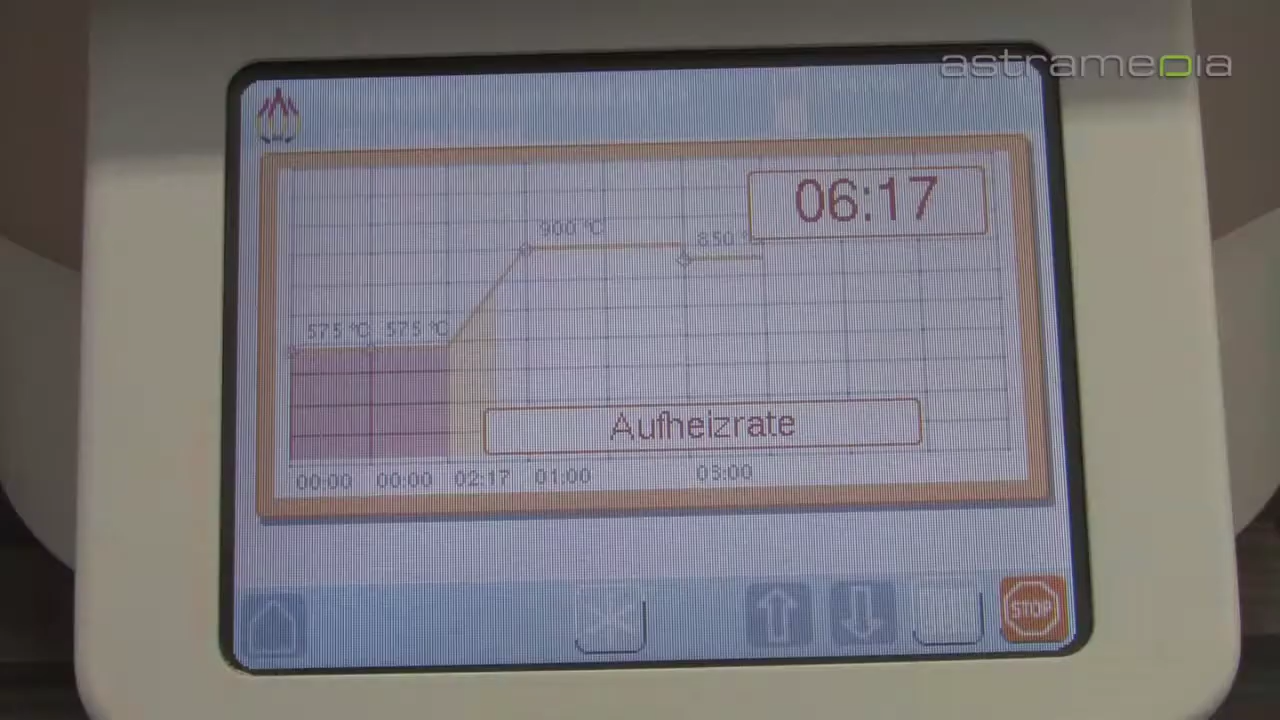 astramedia
06:17
900 °C
850 °
575 °C 575 °C
Aufheizrate
00:00 00:00 02:17 01:00 03:00
STOP